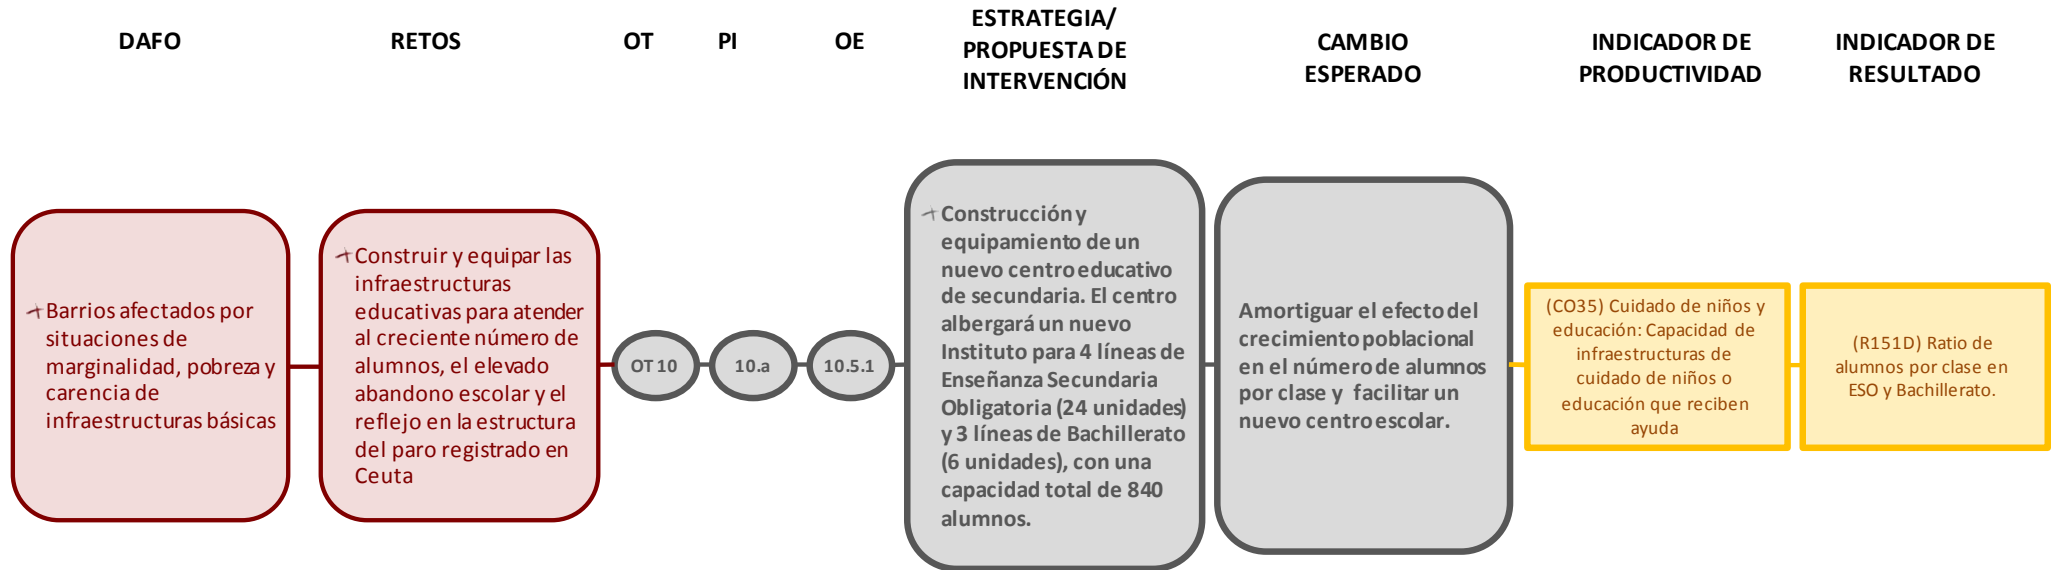 DAFO
RETOS
OT
PI
OE
ESTRATEGIA/
PROPUESTA DE
INTERVENCIÓN
CAMBIO
ESPERADO
INDICADOR DE
PRODUCTIVIDAD
INDICADOR DE
RESULTADO
Barrios afectados por
situaciones de
marginalidad, pobreza y
carencia de
infraestructuras básicas
Construir y equipar las
infraestructuras
educativas para atender
al creciente número de
alumnos, el elevado
abandono escolar y el
reflejo en la estructura
del paro registrado en
Ceuta
OT 10
10.a
10.5.1
Construcción y
equipamiento de un
nuevo centro educativo
de secundaria. El centro
albergará un nuevo
Instituto para 4 líneas de
Enseñanza Secundaria
Obligatoria (24 unidades)
y 3 líneas de Bachillerato
(6 unidades), con una
capacidad total de 840
alumnos.
Amortiguar el efecto del
crecimiento poblacional
en el número de alumnos
por clase y facilitar un
nuevo centro escolar.
(CO35) Cuidado de niños y
educación: Capacidad de
infraestructuras de
cuidado de niños o
educación que reciben
ayuda
(R151D) Ratio de
alumnos por clase en
ESO y Bachillerato.